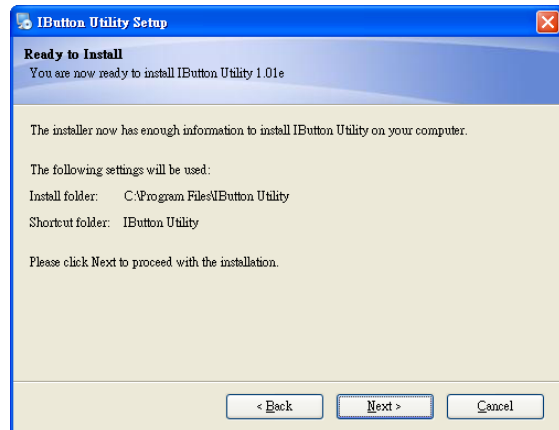 IButton Utility Setup
Ready to Install
You are now ready to install IButton Utility 1.01e
The installer now has enough information to install IButton Utility on your computer.
The following settings will be used:
Install folder: C:\Program Files\IButton Utility
Shortcut folder: IButton Utility
Please click Next to proceed with the installation.
< Back Next > Cancel